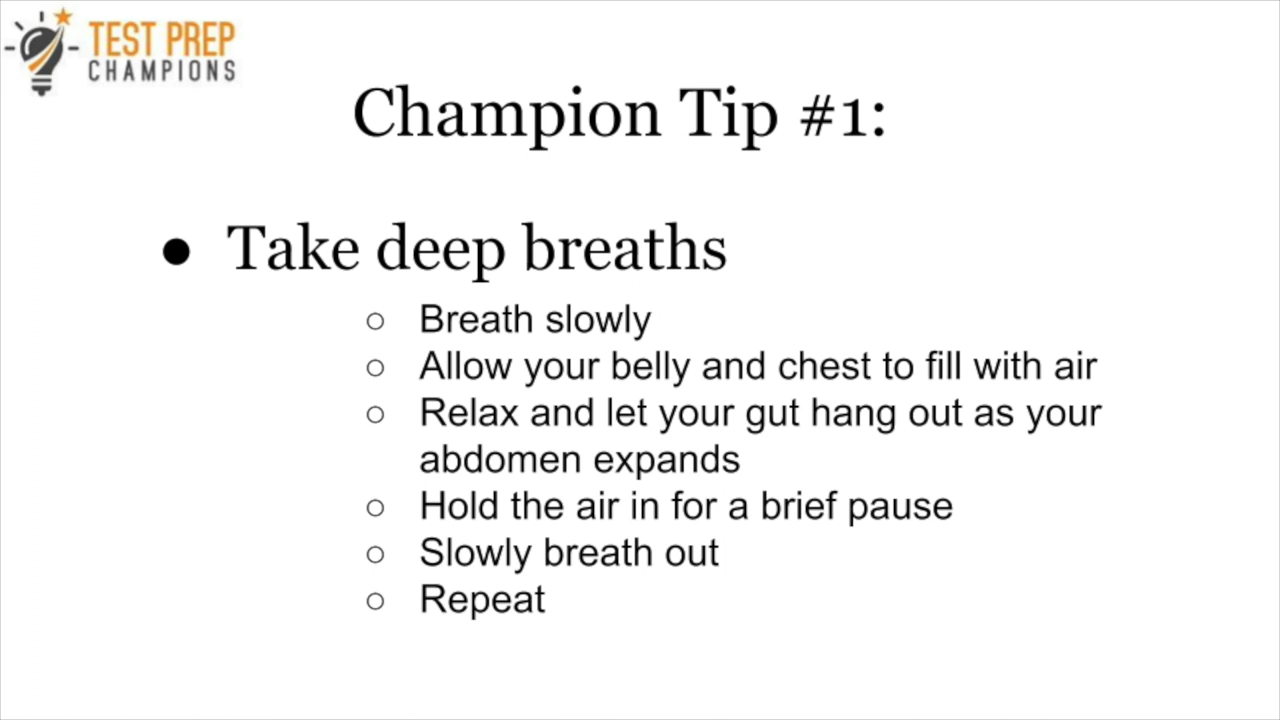 TEST PREP
CHAMPIONS
Champion Tip #1:
● Take deep breaths
○ Breath slowly
○ Allow your belly and chest to fill with air
○ Relax and let your gut hang out as your
abdomen expands
○ Hold the air in for a brief pause
○ Slowly breath out
○ Repeat